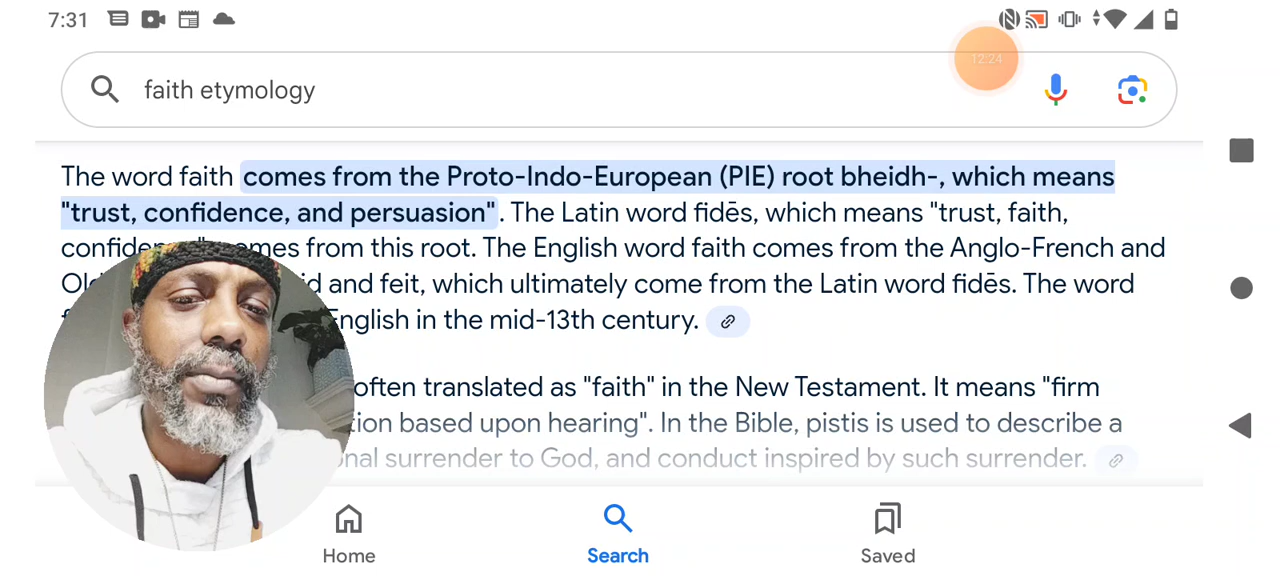 7:31
12:24
faith etymology
The word faith comes from the Proto-Indo-European (PIE) root bheidh-, which means
"trust, confidence, and persuasion". The Latin word fidēs, which means "trust, faith,
comes from this root. The English word faith comes from the Anglo-French and
and feit, which ultimately come from the Latin word fidēs. The word
English in the mid-13th century.
often translated as "faith" in the New Testament. It means "firm
based upon hearing". In the Bible, pistis is used to describe a
surrender to God, and conduct inspired by such surrender.
Home
Search
Saved